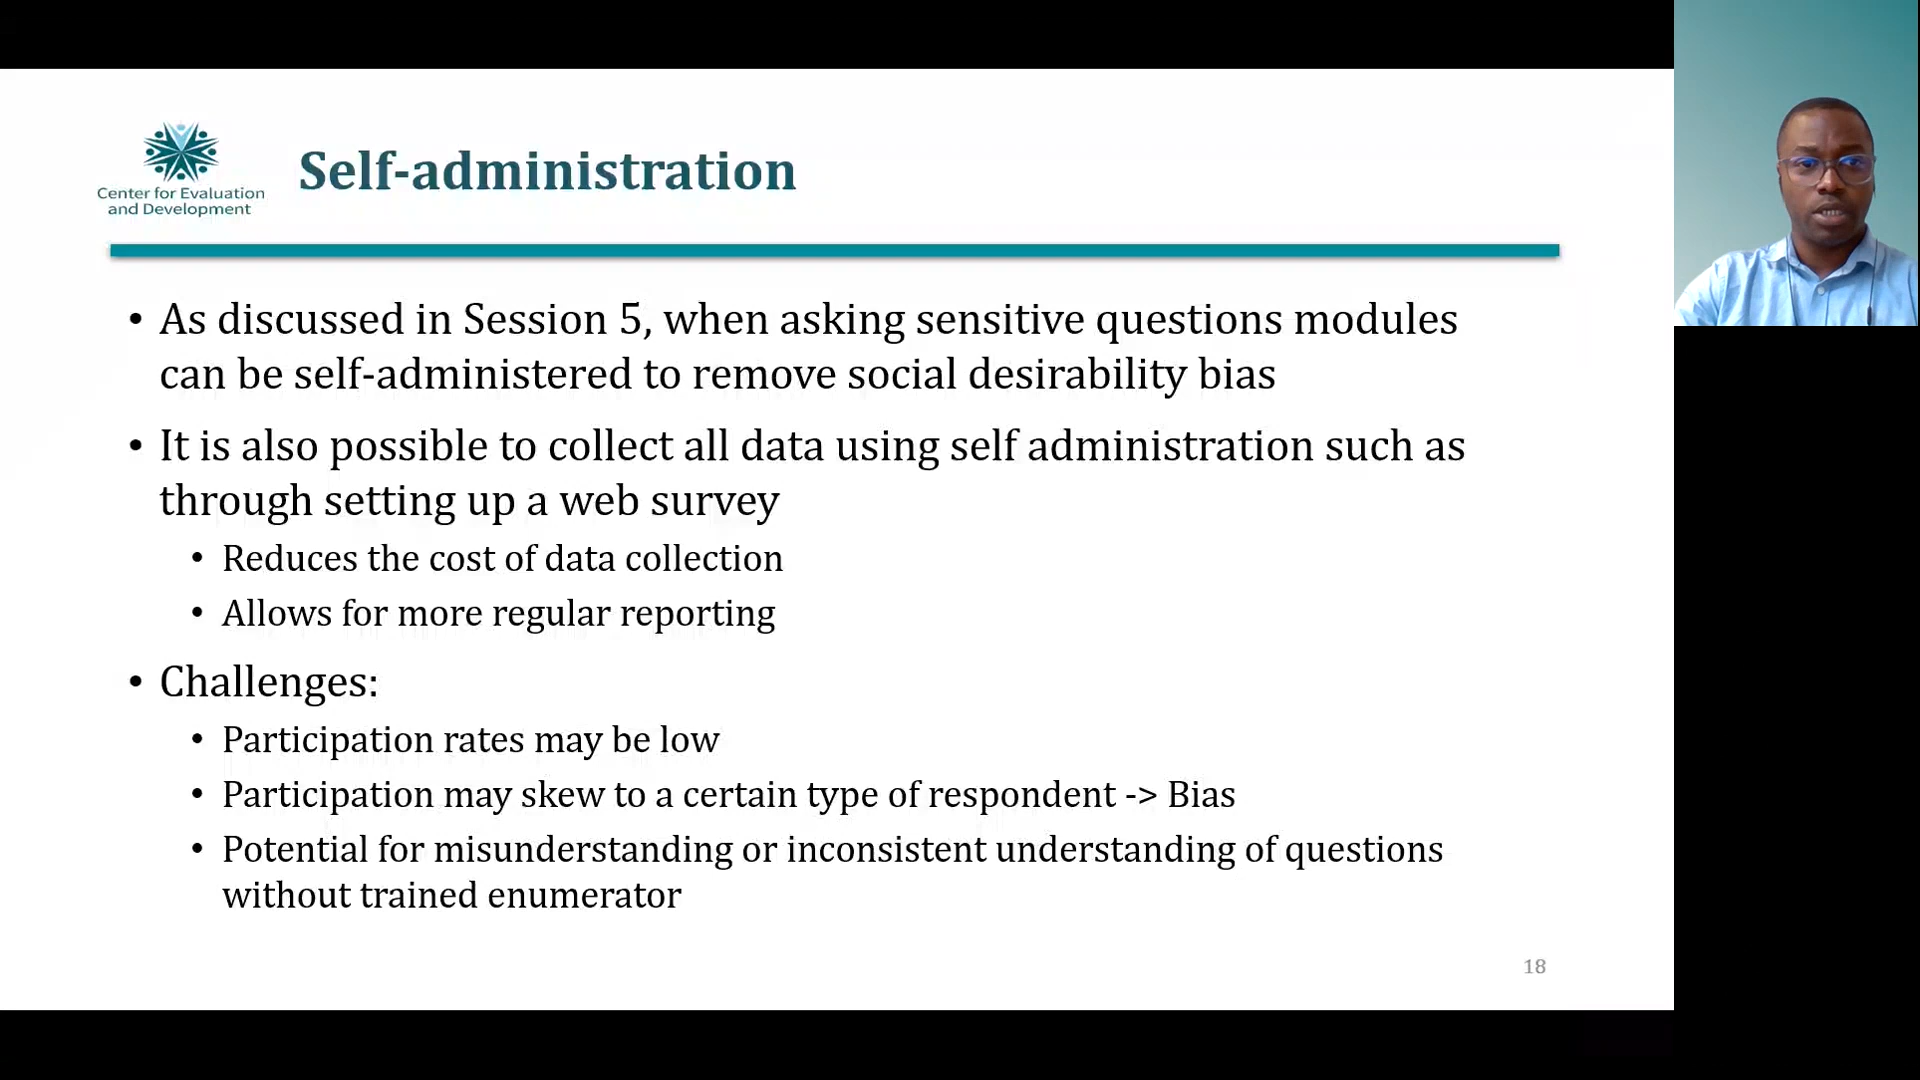 Center for Evaluation
and Development
Self-administration
• As discussed in Session 5, when asking sensitive questions modules
can be self-administered to remove social desirability bias
• It is also possible to collect all data using self administration such as
through setting up a web survey
• Reduces the cost of data collection
• Allows for more regular reporting
• Challenges:
• Participation rates may be low
• Participation may skew to a certain type of respondent -> Bias
• Potential for misunderstanding or inconsistent understanding of questions
without trained enumerator
18